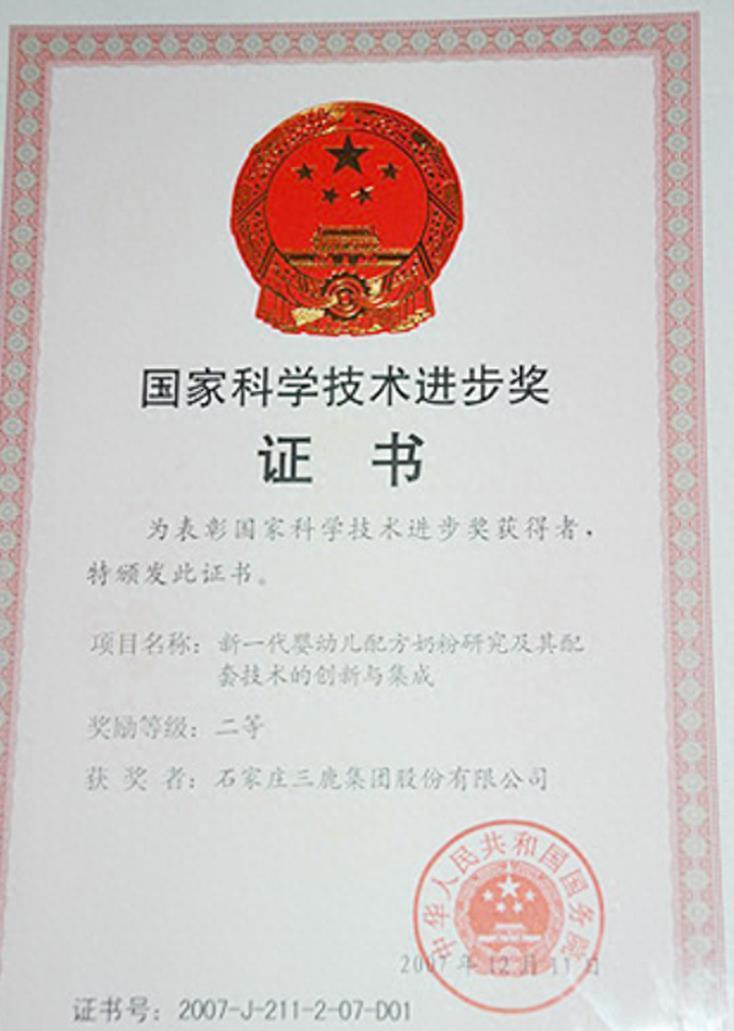 国家科学技术进步奖
证 书
为表彰国家科学技术进步奖获得者,
特颁发此证书。
项目名称：新一代婴幼儿配方奶粉研究及其配
套技术的创新与集成
奖励等级：二等
获 奖 者：石家庄三鹿集团股份有限公司
中华人民共和国国务院
2007年12月11日
证书号：2007-J-211-2-07-D01